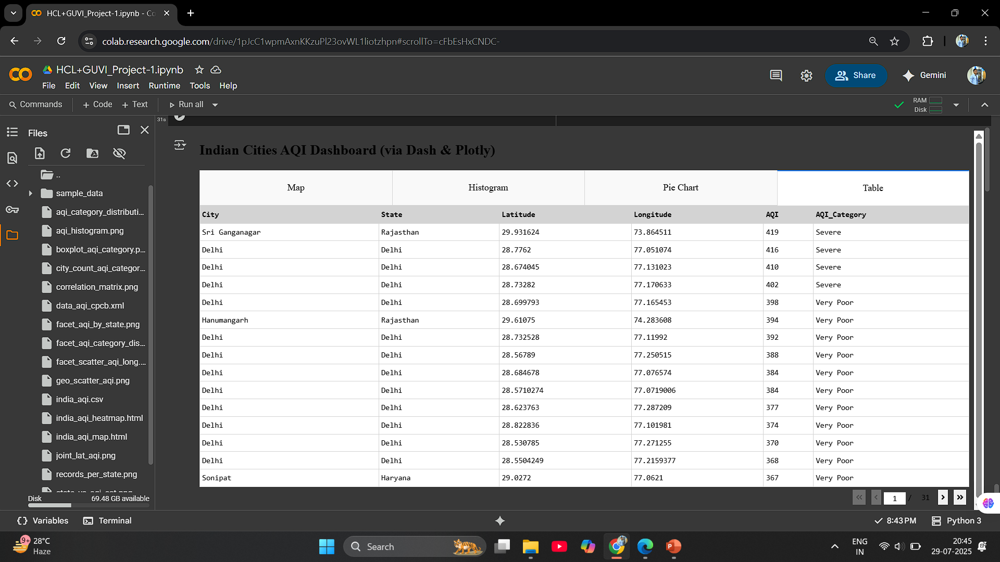 HCL+GUVI_Project-1.ipynb - Co
colab.research.google.com/drive/1pJcC1wpmAxnKKzuPl23ovWL1liotzhpn#scrollTo=cFbEsHxCNDC-
HCL+GUVI_Project-1.ipynb
File Edit View Insert Runtime Tools Help
Share
Gemini
Commands + Code + Text Run all
RAM
Disk
Files
..
sample_data
aqi_category_distributi...
aqi_histogram.png
boxplot_aqi_category.p...
city_count_aqi_categor...
correlation_matrix.png
data_aqi_cpcb.xml
facet_aqi_by_state.png
facet_aqi_category_dis...
facet_scatter_aqi_long....
geo_scatter_aqi.png
india_aqi.csv
india_aqi_heatmap.html
india_aqi_map.html
joint_lat_aqi.png
records_per_state.png
Disk 69.48 GB available
31s
Indian Cities AQI Dashboard (via Dash & Plotly)
Map Histogram Pie Chart Table
City State Latitude Longitude AQI AQI_Category
Sri Ganganagar Rajasthan 29.931624 73.864511 419 Severe
Delhi Delhi 28.7762 77.051074 416 Severe
Delhi Delhi 28.674045 77.131023 410 Severe
Delhi Delhi 28.73282 77.170633 402 Severe
Delhi Delhi 28.699793 77.165453 398 Very Poor
Hanumangarh Rajasthan 29.61075 74.283608 394 Very Poor
Delhi Delhi 28.732528 77.11992 392 Very Poor
Delhi Delhi 28.56789 77.250515 388 Very Poor
Delhi Delhi 28.684678 77.076574 384 Very Poor
Delhi Delhi 28.5710274 77.0719006 384 Very Poor
Delhi Delhi 28.623763 77.287209 377 Very Poor
Delhi Delhi 28.822836 77.101981 374 Very Poor
Delhi Delhi 28.530785 77.271255 370 Very Poor
Delhi Delhi 28.5504249 77.2159377 368 Very Poor
Sonipat Haryana 29.0272 77.0621 367 Very Poor
« ‹ 1 / 31 › »
Variables Terminal
8:43 PM Python 3
9+
28°C
Haze
Search
ENG
IN
20:45
29-07-2025